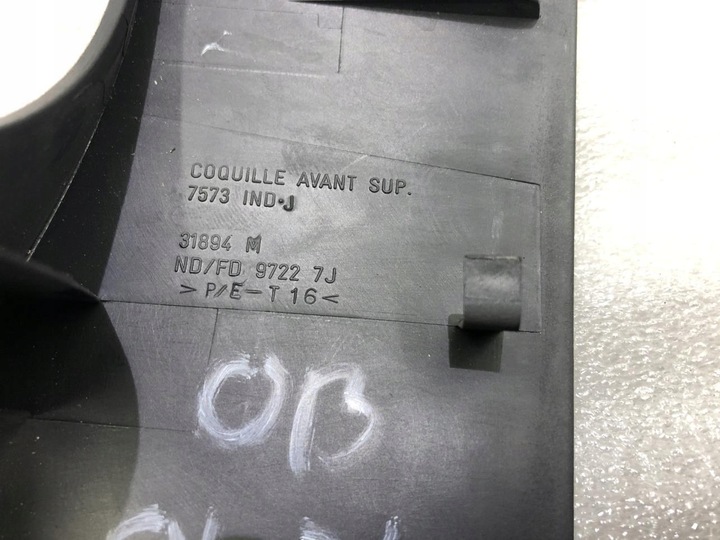 COQUILLE AVANT SUP.
7573 IND.J
31894 M
ND/FD 9722 7J
>P/E-T16<
OB